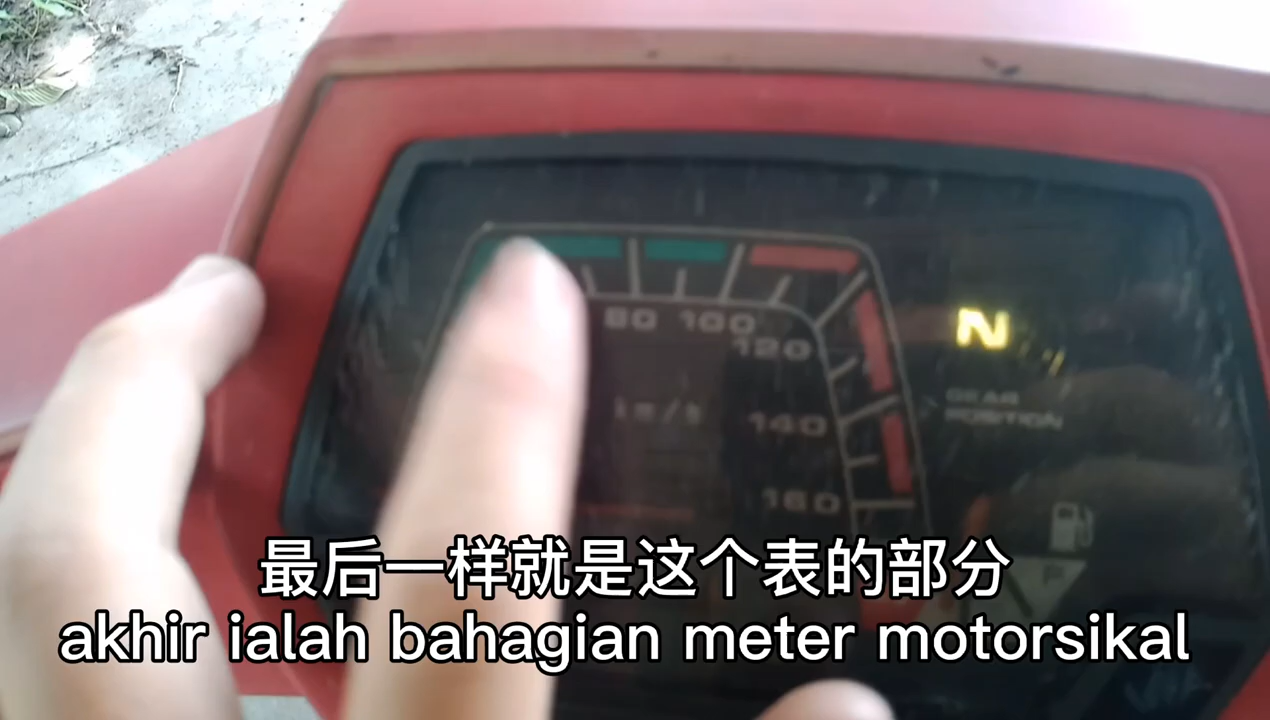 80 100
120
N
km/h
140
GEAR
POSITION
160
F
最后一样就是这个表的部分
akhir ialah bahagian meter motorsikal